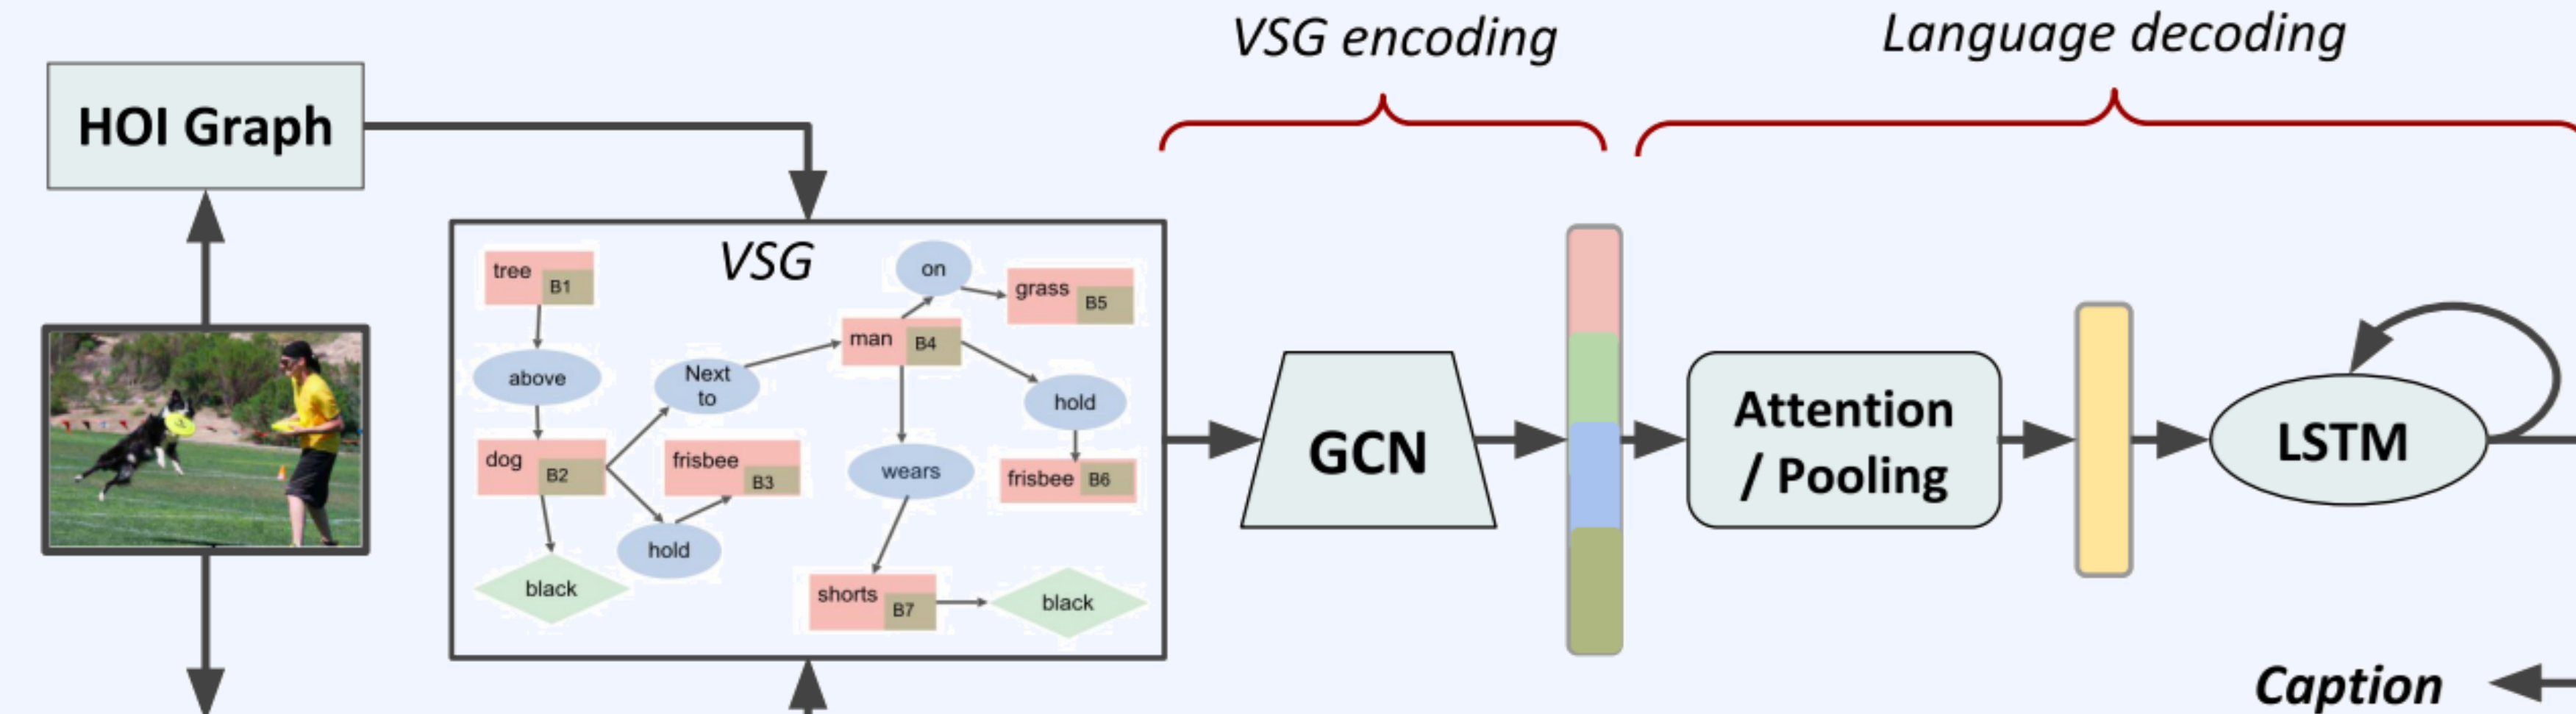 VSG encoding
Language decoding
HOI Graph
VSG
tree
B1
on
grass
B5
man
B4
above
Next
to
hold
dog
B2
frisbee
B3
wears
frisbee
B6
hold
black
shorts
B7
black
GCN
Attention
/ Pooling
LSTM
Caption